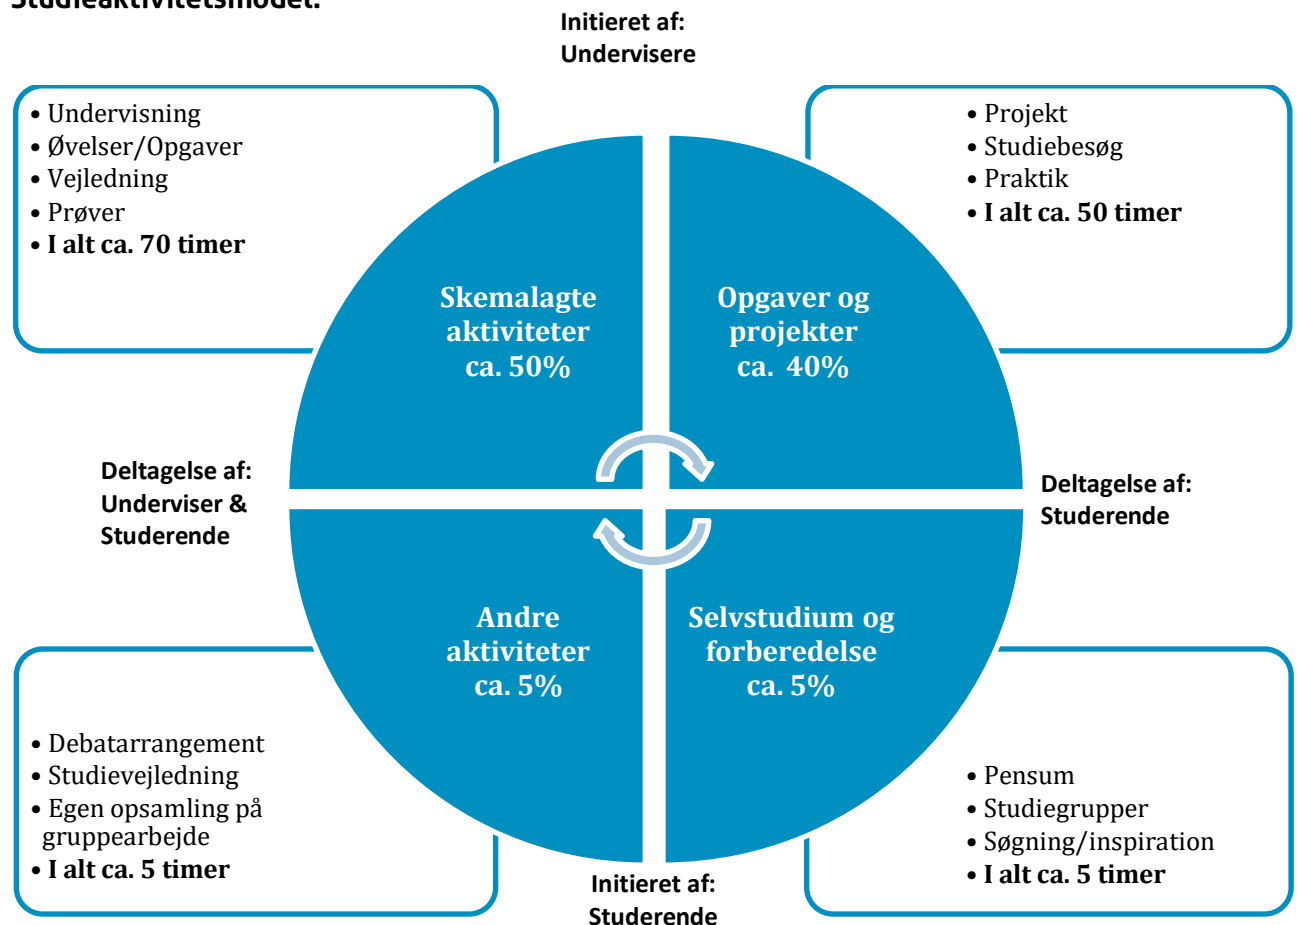 Studieaktivitetsmodel.
Initieret af:
Undervisere
• Undervisning
• Øvelser/Opgaver
• Vejledning
• Prøver
• I alt ca. 70 timer
• Projekt
• Studiebesøg
• Praktik
• I alt ca. 50 timer
Skemalagte
aktiviteter
ca. 50%
Opgaver og
projekter
ca. 40%
Deltagelse af:
Underviser &
Studerende
Deltagelse af:
Studerende
Andre
aktiviteter
ca. 5%
Selvstudium og
forberedelse
ca. 5%
• Debatarrangement
• Studievejledning
• Egen opsamling på
gruppearbejde
• I alt ca. 5 timer
• Pensum
• Studiegrupper
• Søgning/inspiration
• I alt ca. 5 timer
Initieret af:
Studerende